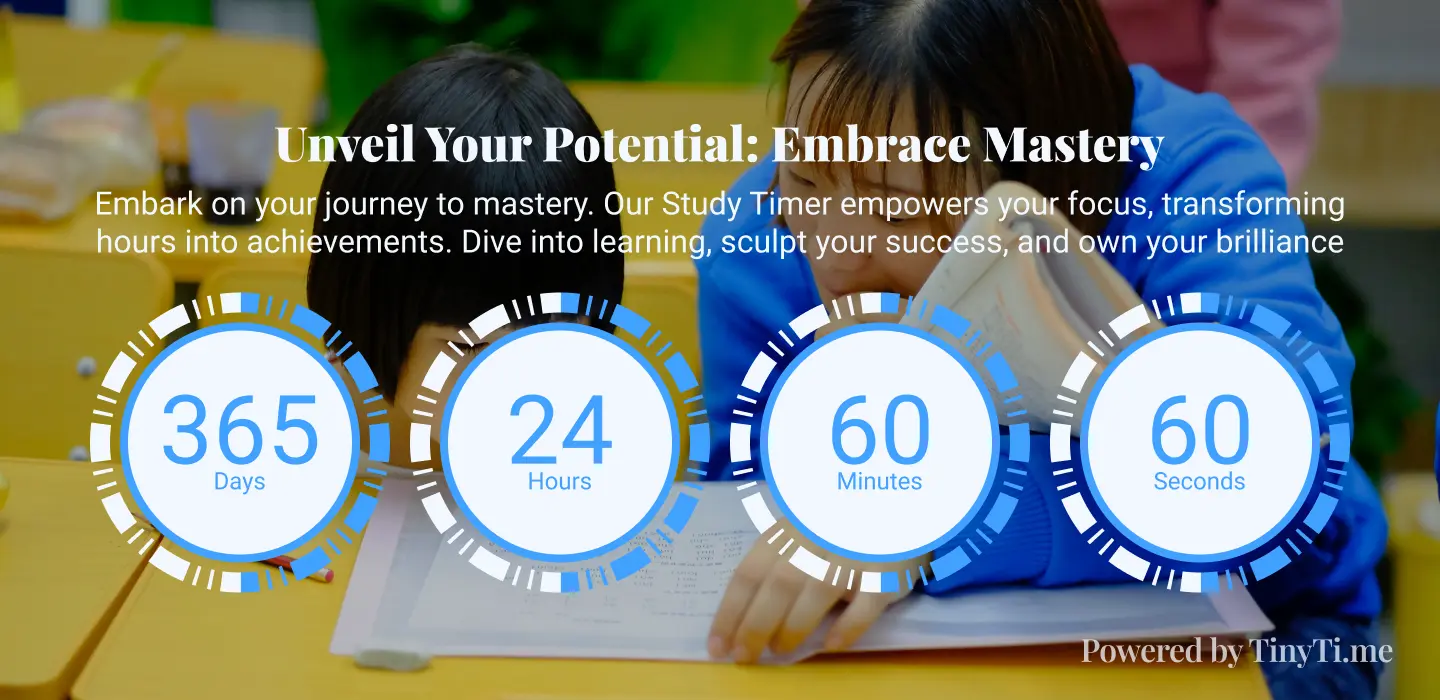 Unveil Your Potential: Embrace Mastery
Embark on your journey to mastery. Our Study Timer empowers your focus, transforming
hours into achievements. Dive into learning, sculpt your success, and own your brilliance
365
Days
24
Hours
60
Minutes
60
Seconds
Powered by TinyTi.me